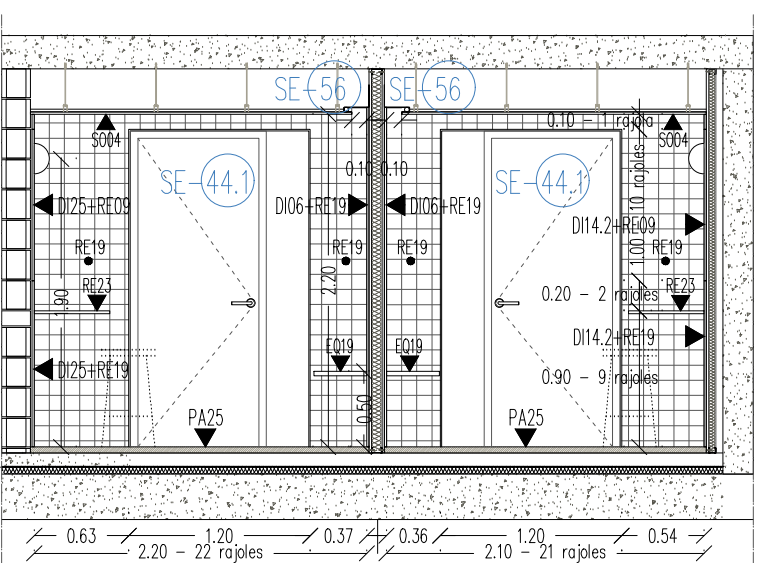 SE-56
SE-56
0.10 - 1 rajola
SO04
SO04
0.10
0.10
SE-44.1
SE-44.1
10 rajoles
DI25+RE09
DI06+RE19
DI06+RE19
DI14.2+RE09
RE19
RE19
RE19
RE19
1.00
2.20
RE23
RE23
1.90
0.20 - 2 rajoles
DI14.2+RE19
EQ19
EQ19
DI25+RE19
0.90 - 9 rajoles
0.50
PA25
PA25
0.63
1.20
0.37
0.36
1.20
0.54
2.20 - 22 rajoles
2.10 - 21 rajoles